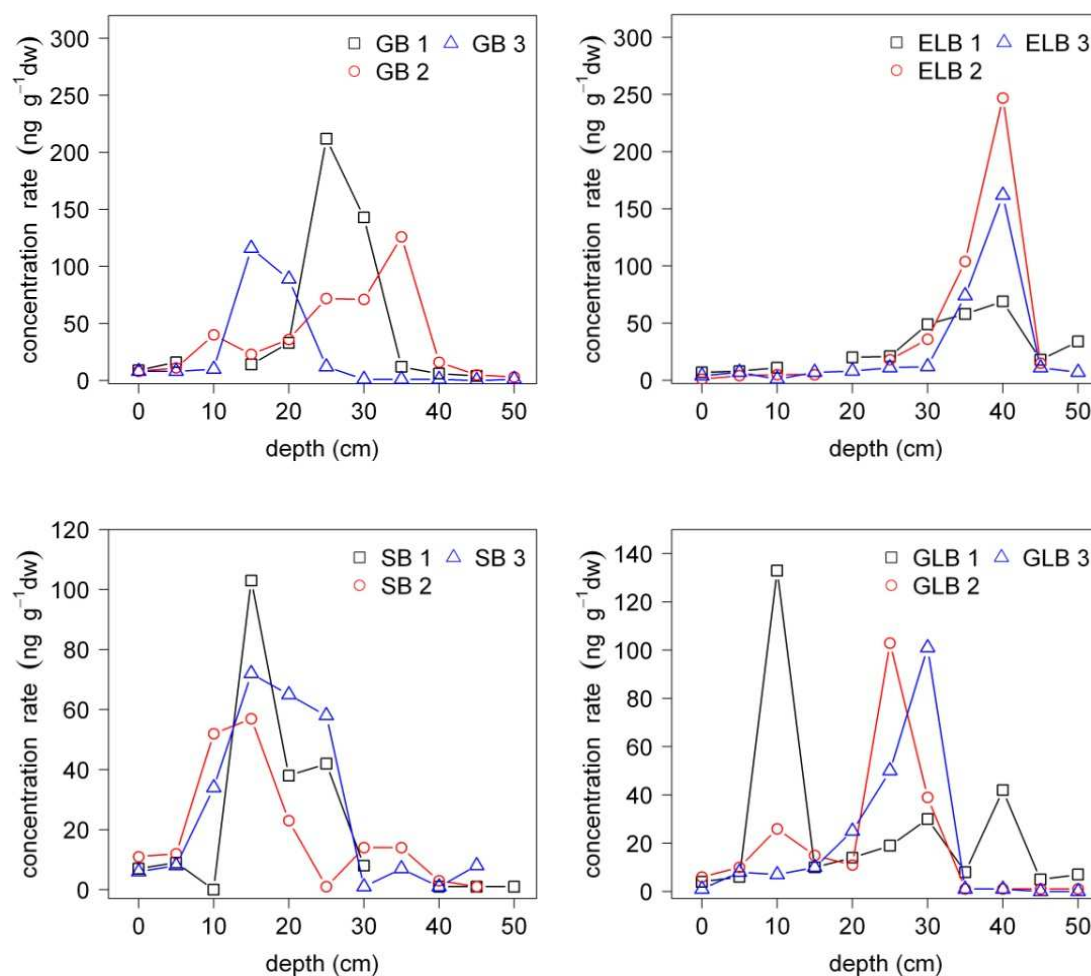 GB 1 GB 3
GB 2
concentration rate (ng g⁻¹dw)
300
250
200
150
100
50
0
0 10 20 30 40 50
depth (cm)
ELB 1 ELB 3
ELB 2
concentration rate (ng g⁻¹dw)
300
250
200
150
100
50
0
0 10 20 30 40 50
depth (cm)
SB 1 SB 3
SB 2
concentration rate (ng g⁻¹dw)
120
100
80
60
40
20
0
0 10 20 30 40 50
depth (cm)
GLB 1 GLB 3
GLB 2
concentration rate (ng g⁻¹dw)
140
120
100
80
60
40
20
0
0 10 20 30 40 50
depth (cm)